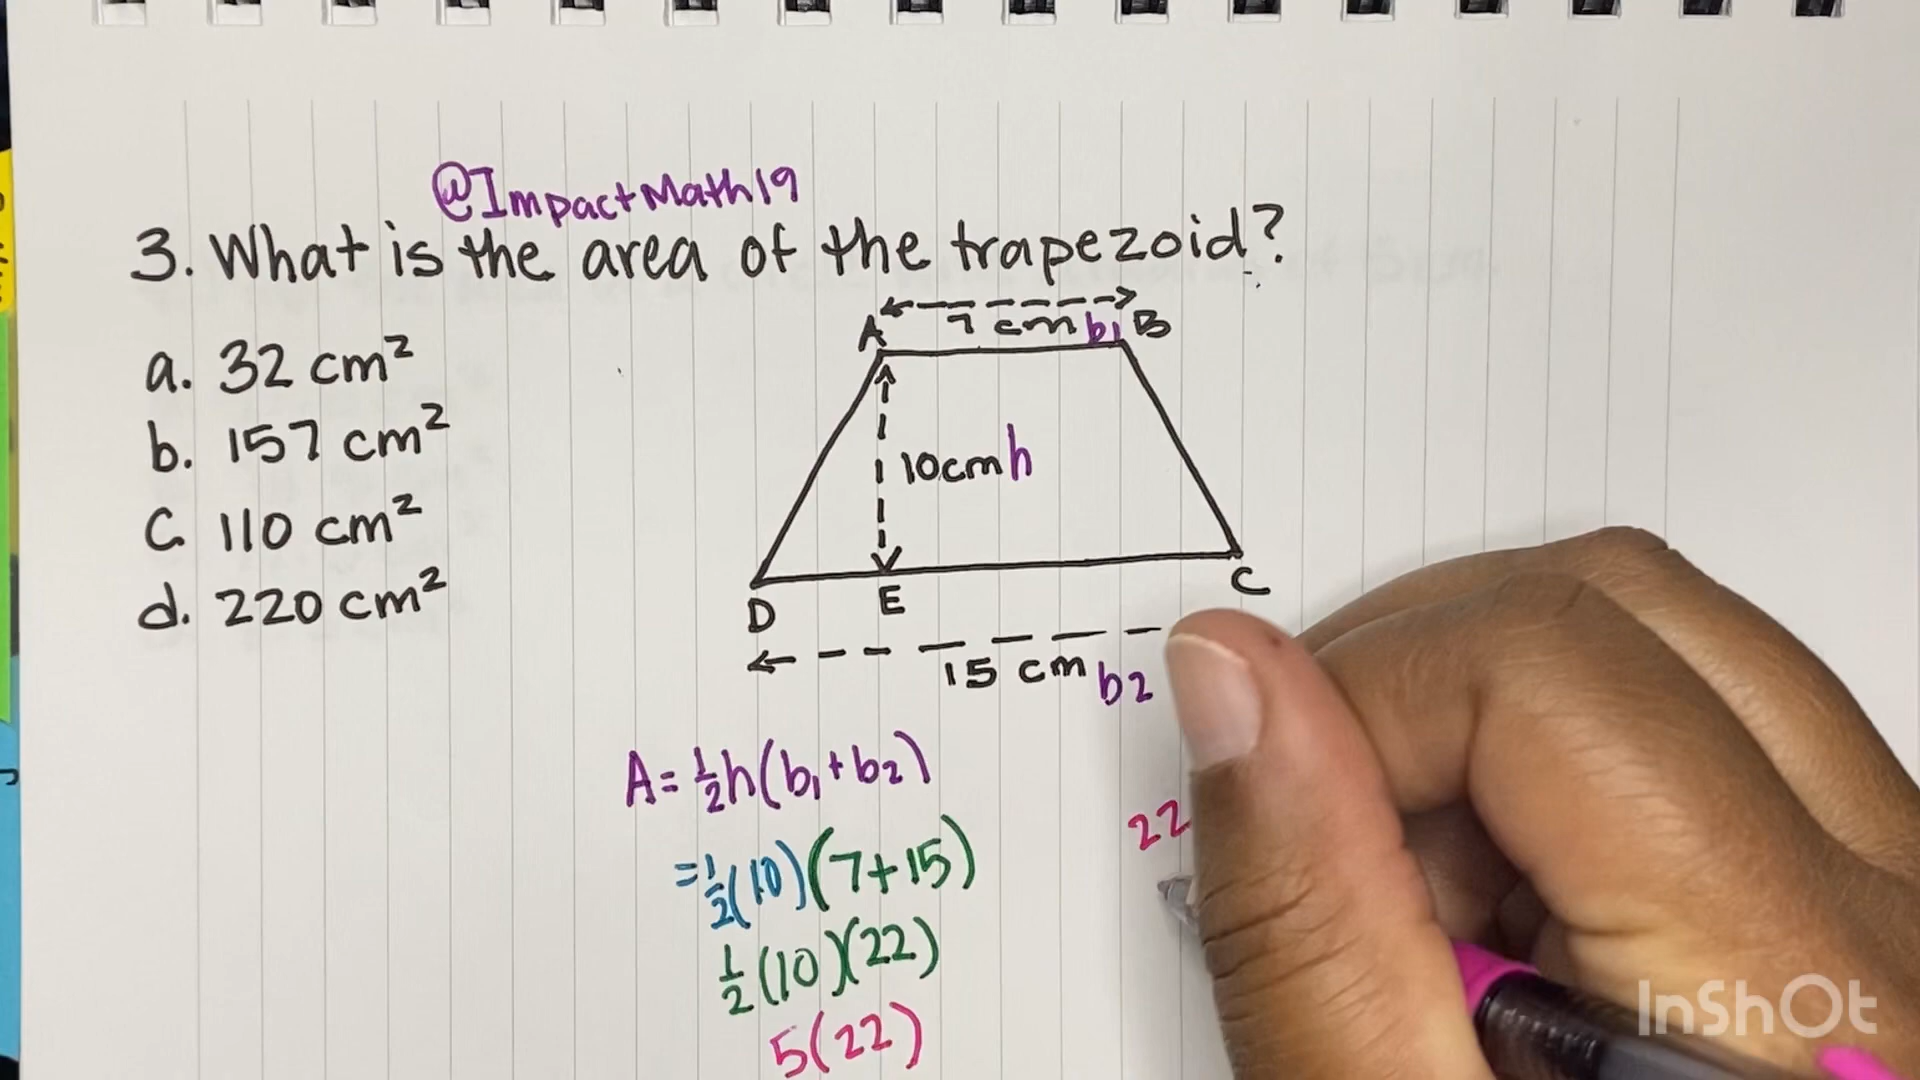 @ImpactMath19
3. What is the area of the trapezoid?
a. 32 cm²
b. 157 cm²
c. 110 cm²
d. 220 cm²
7 cm b₁
A B
10cm h
D E C
15 cm b2
A = ½h(b₁+b₂)
=½(10)(7+15)
½(10)(22)
5(22)
22
InShOt